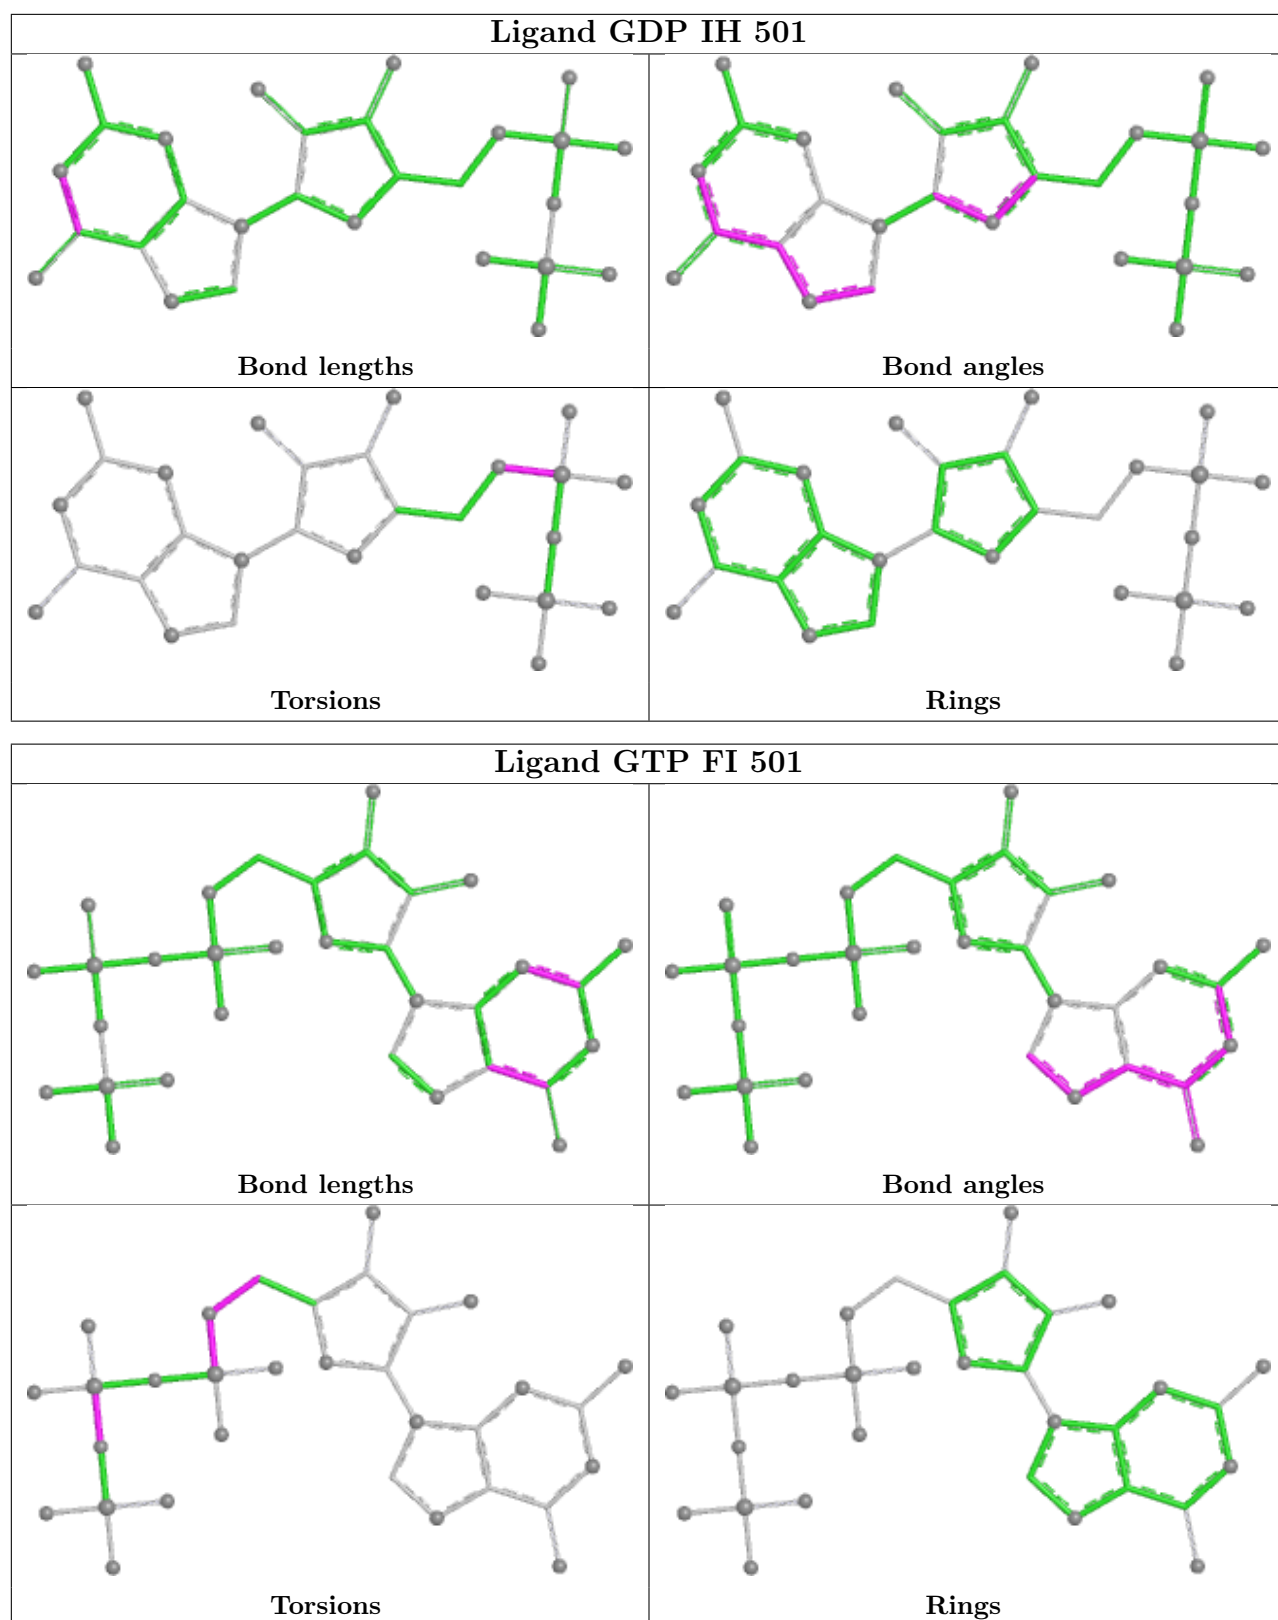 Ligand GDP IH 501
Bond lengths
Bond angles
Torsions
Rings
Ligand GTP FI 501
Bond lengths
Bond angles
Torsions
Rings